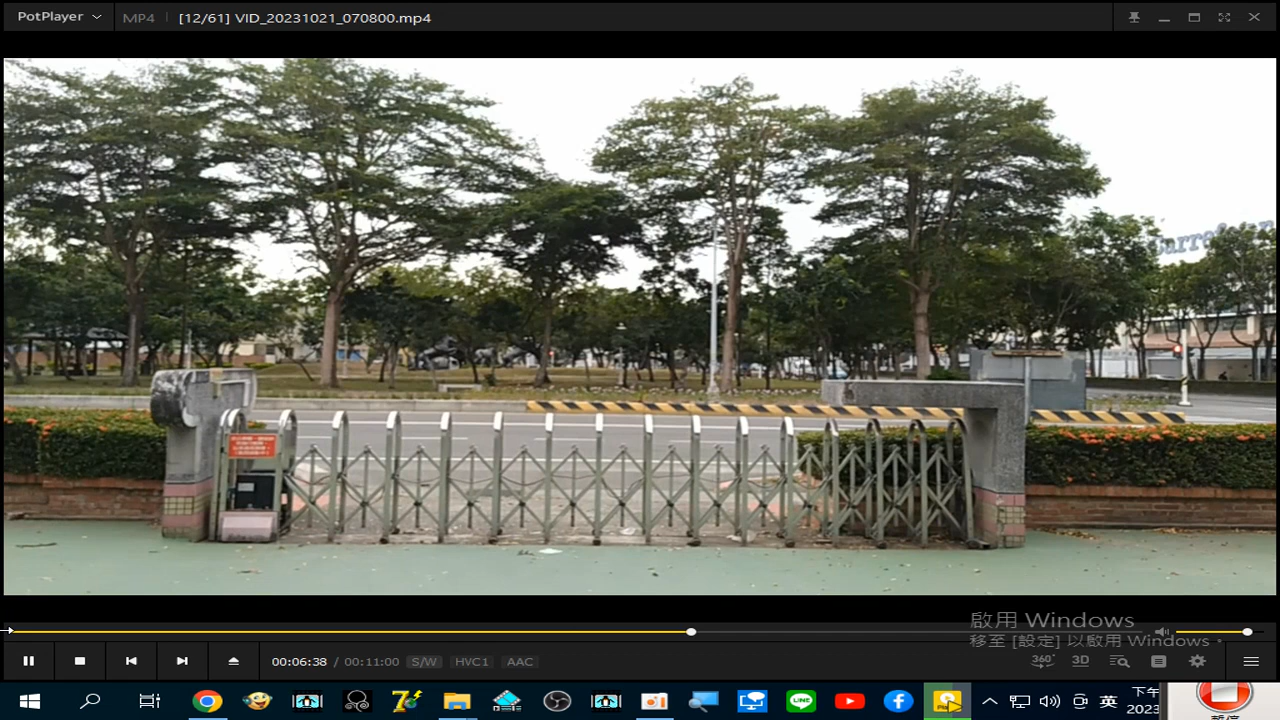 PotPlayer
MP4
[12/61] VID_20231021_070800.mp4
啟用 Windows
移至 [設定] 以啟用 Windows。
00:06:38 / 00:11:00 S/W HVC1 AAC
360°
3D
LINE
英
下午
2023